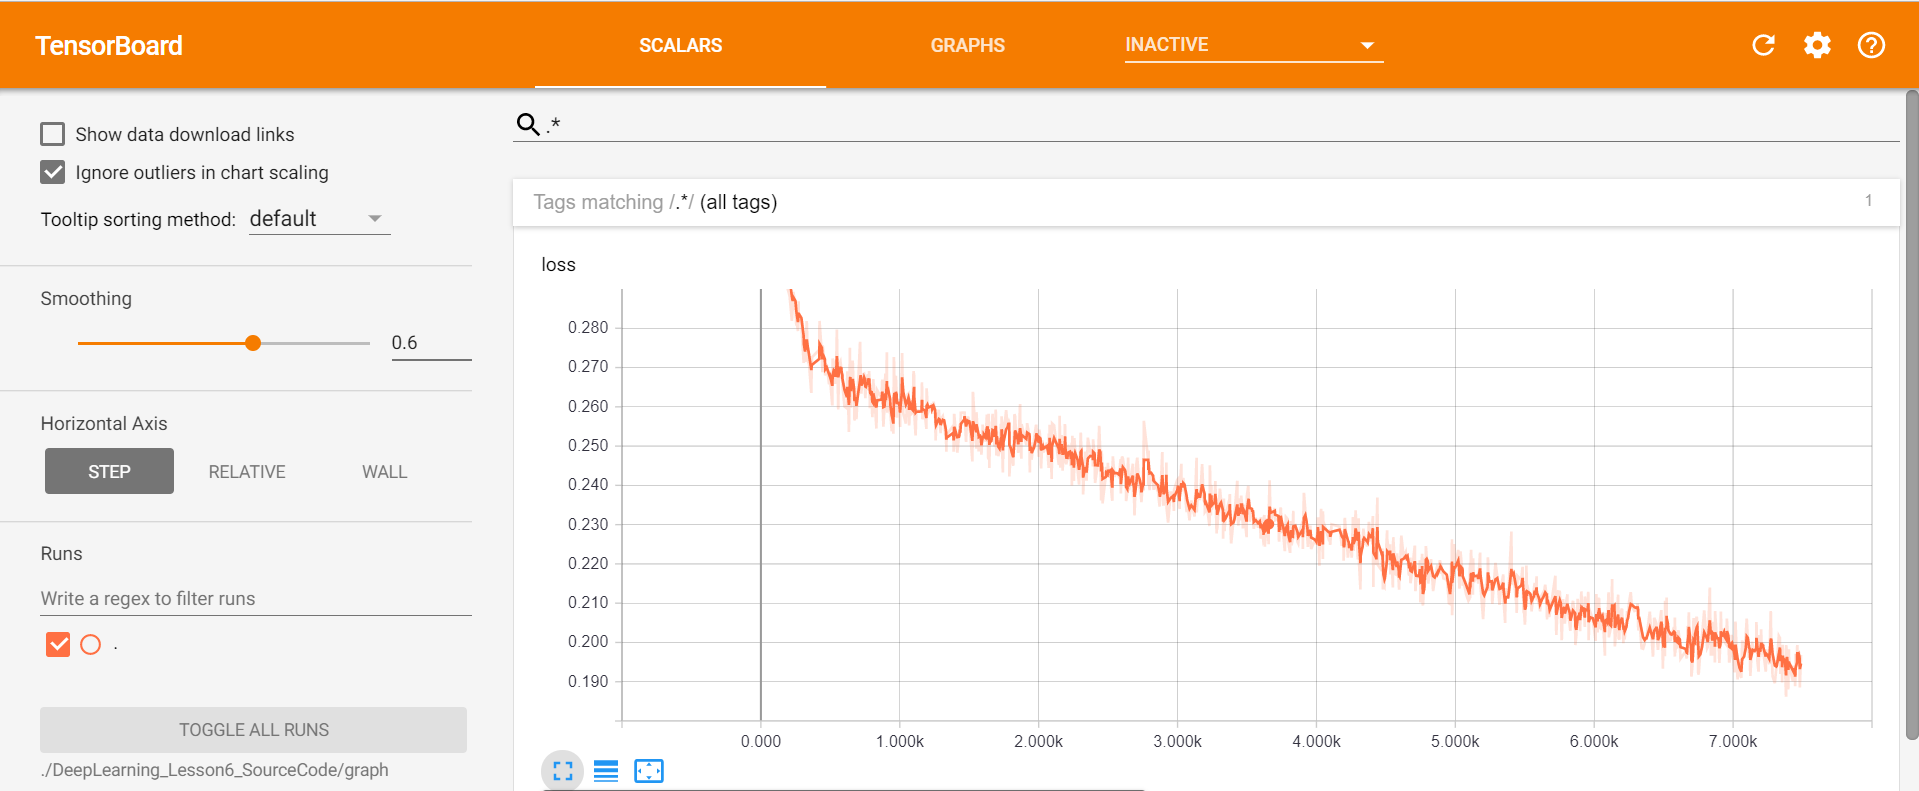 TensorBoard
SCALARS
GRAPHS
INACTIVE
Show data download links
Ignore outliers in chart scaling
Tooltip sorting method: default
Smoothing
0.6
Horizontal Axis
STEP RELATIVE WALL
Runs
Write a regex to filter runs
.
TOGGLE ALL RUNS
./DeepLearning_Lesson6_SourceCode/graph
.*
Tags matching /.*/ (all tags) 1
loss
0.280
0.270
0.260
0.250
0.240
0.230
0.220
0.210
0.200
0.190
0.000 1.000k 2.000k 3.000k 4.000k 5.000k 6.000k 7.000k